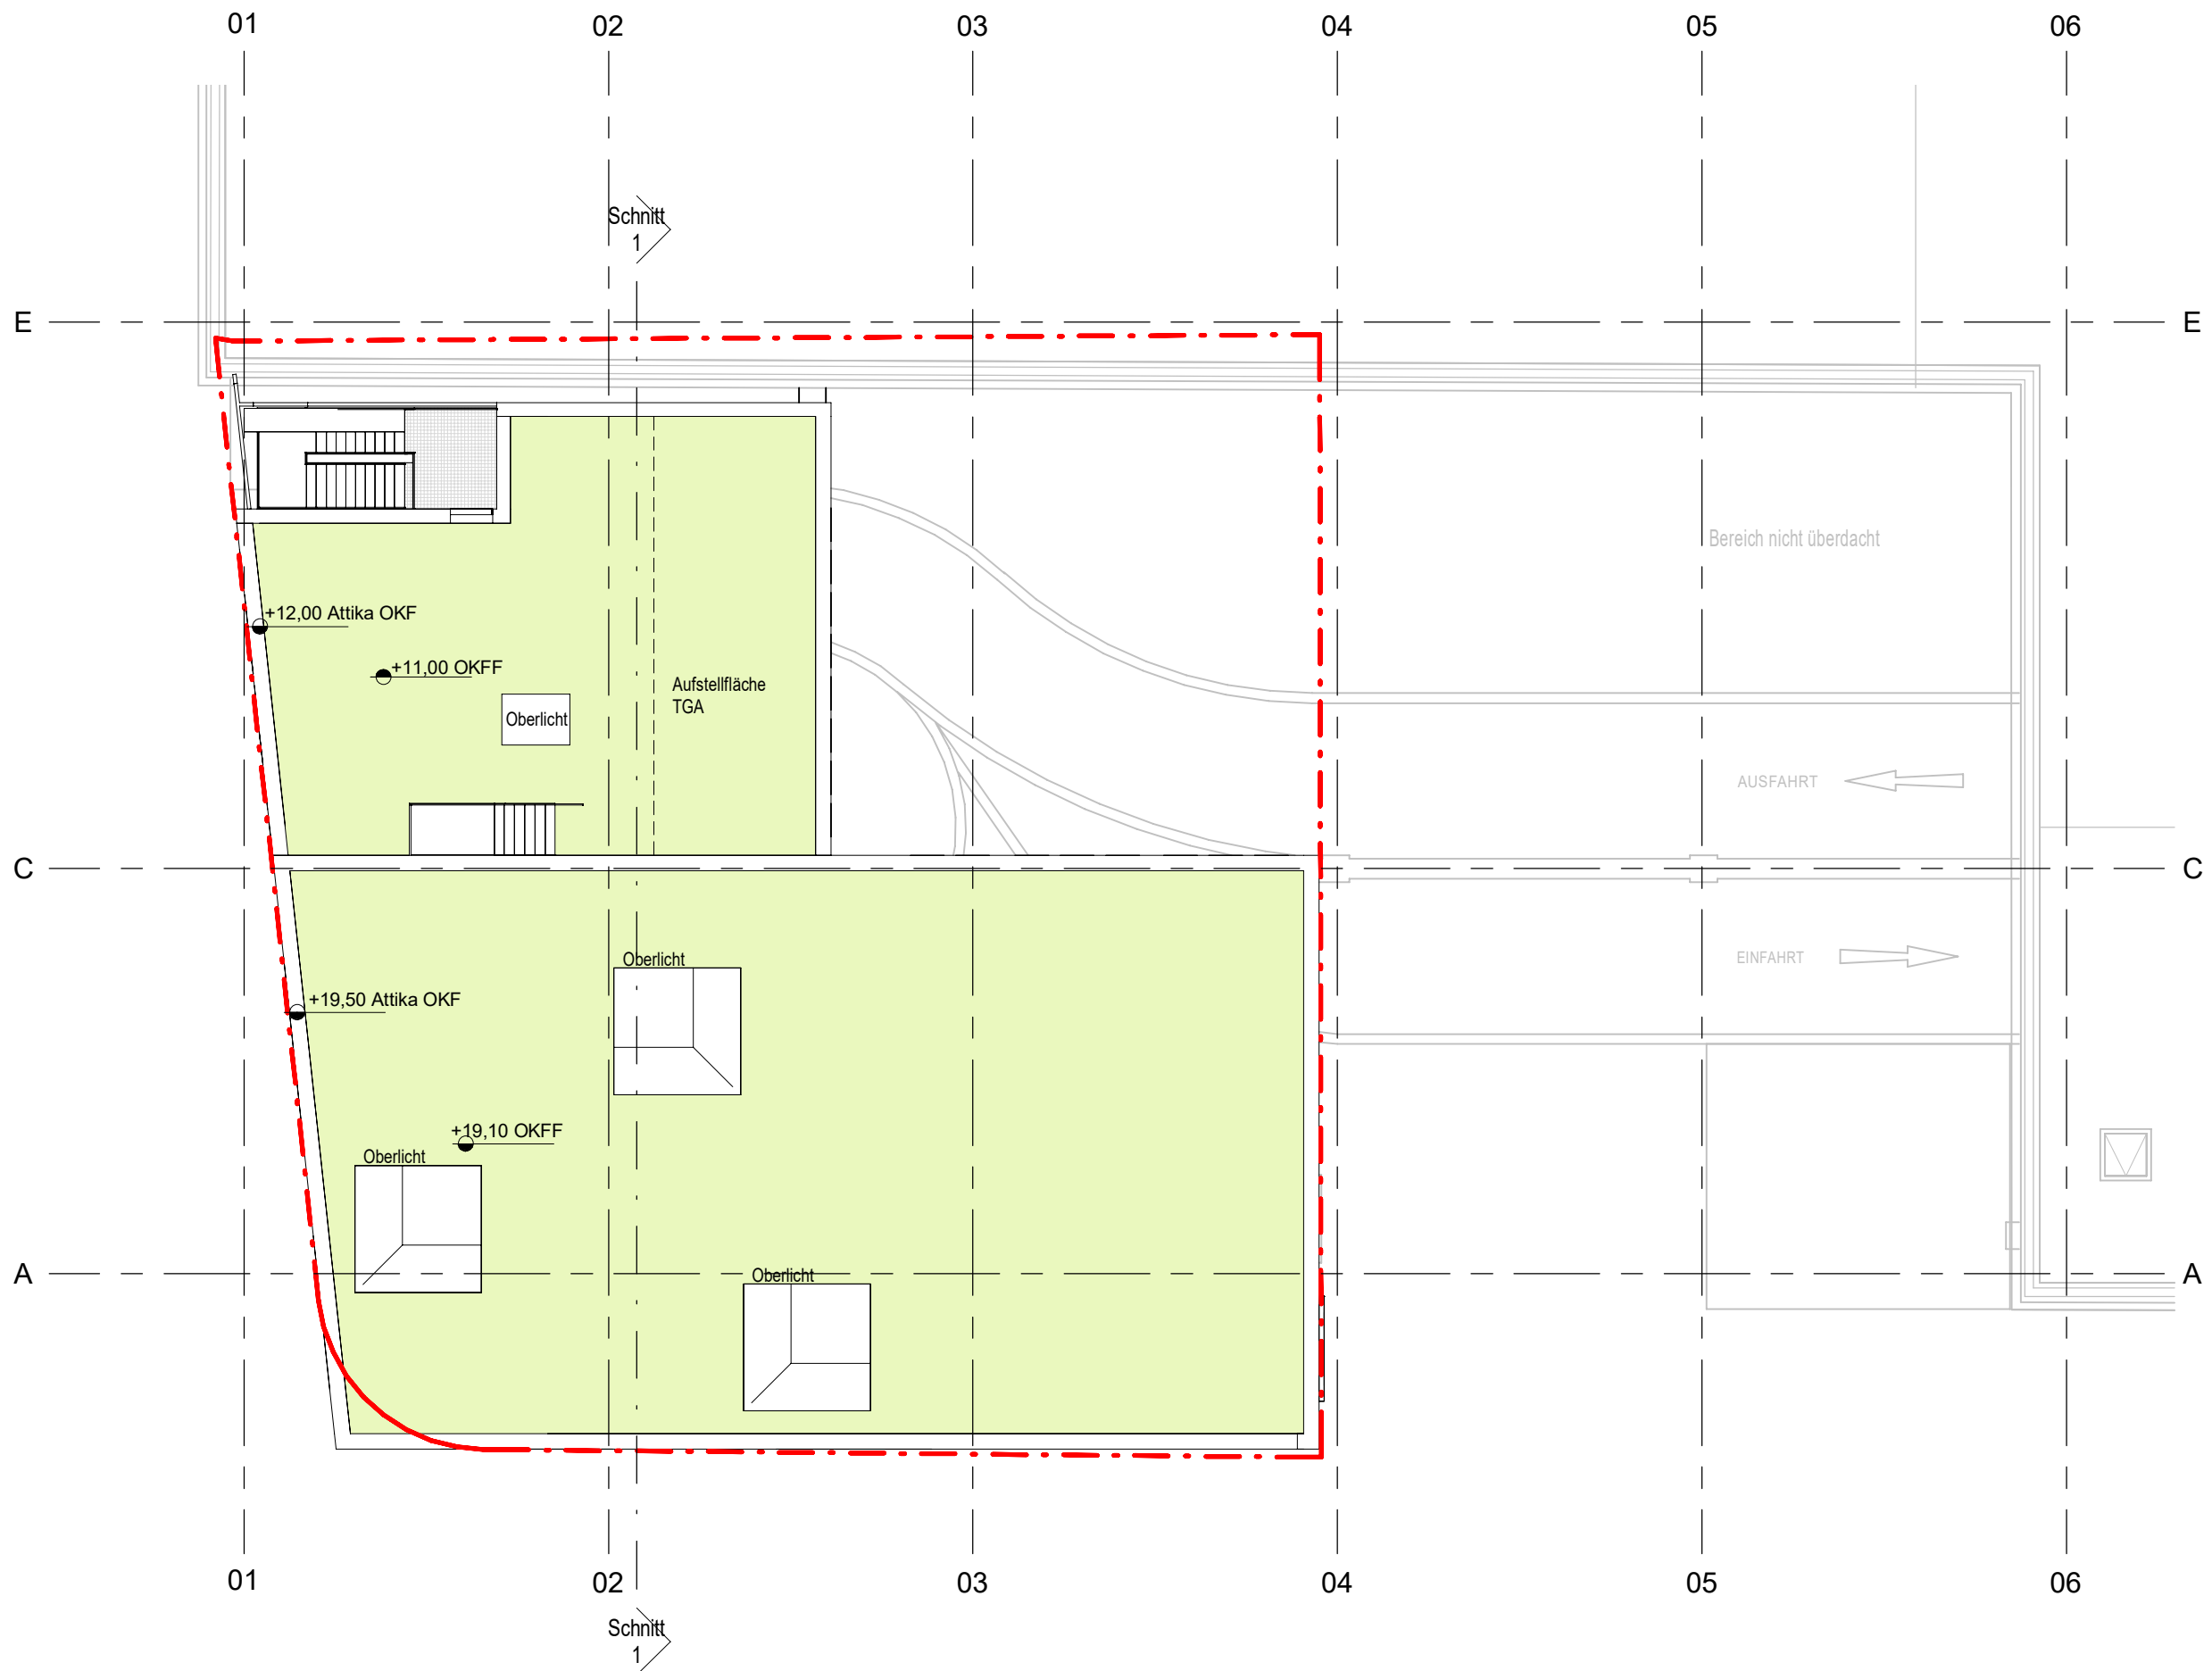 01 02 03 04 05 06
Schnitt
1
E E
Bereich nicht überdacht
+12,00 Attika OKF
+11,00 OKFF
Aufstellfläche
TGA
Oberlicht
AUSFAHRT
C C
EINFAHRT
Oberlicht
+19,50 Attika OKF
+19,10 OKFF
Oberlicht
A A
Oberlicht
01 02 03 04 05 06
Schnitt
1